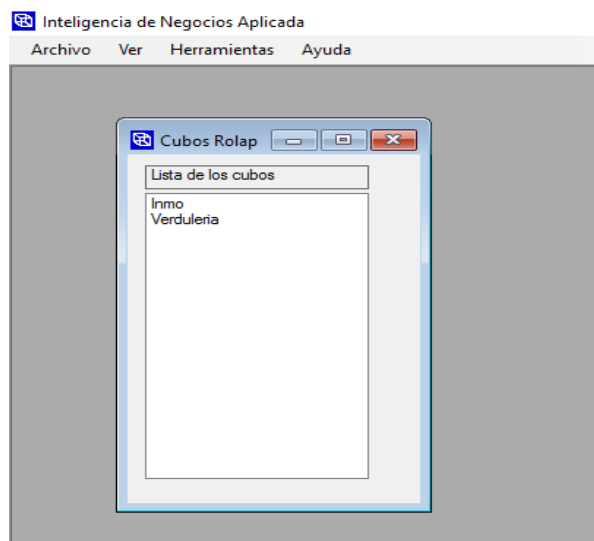 Inteligencia de Negocios Aplicada
Archivo Ver Herramientas Ayuda
Cubos Rolap
Lista de los cubos
Inmo
Verduleria